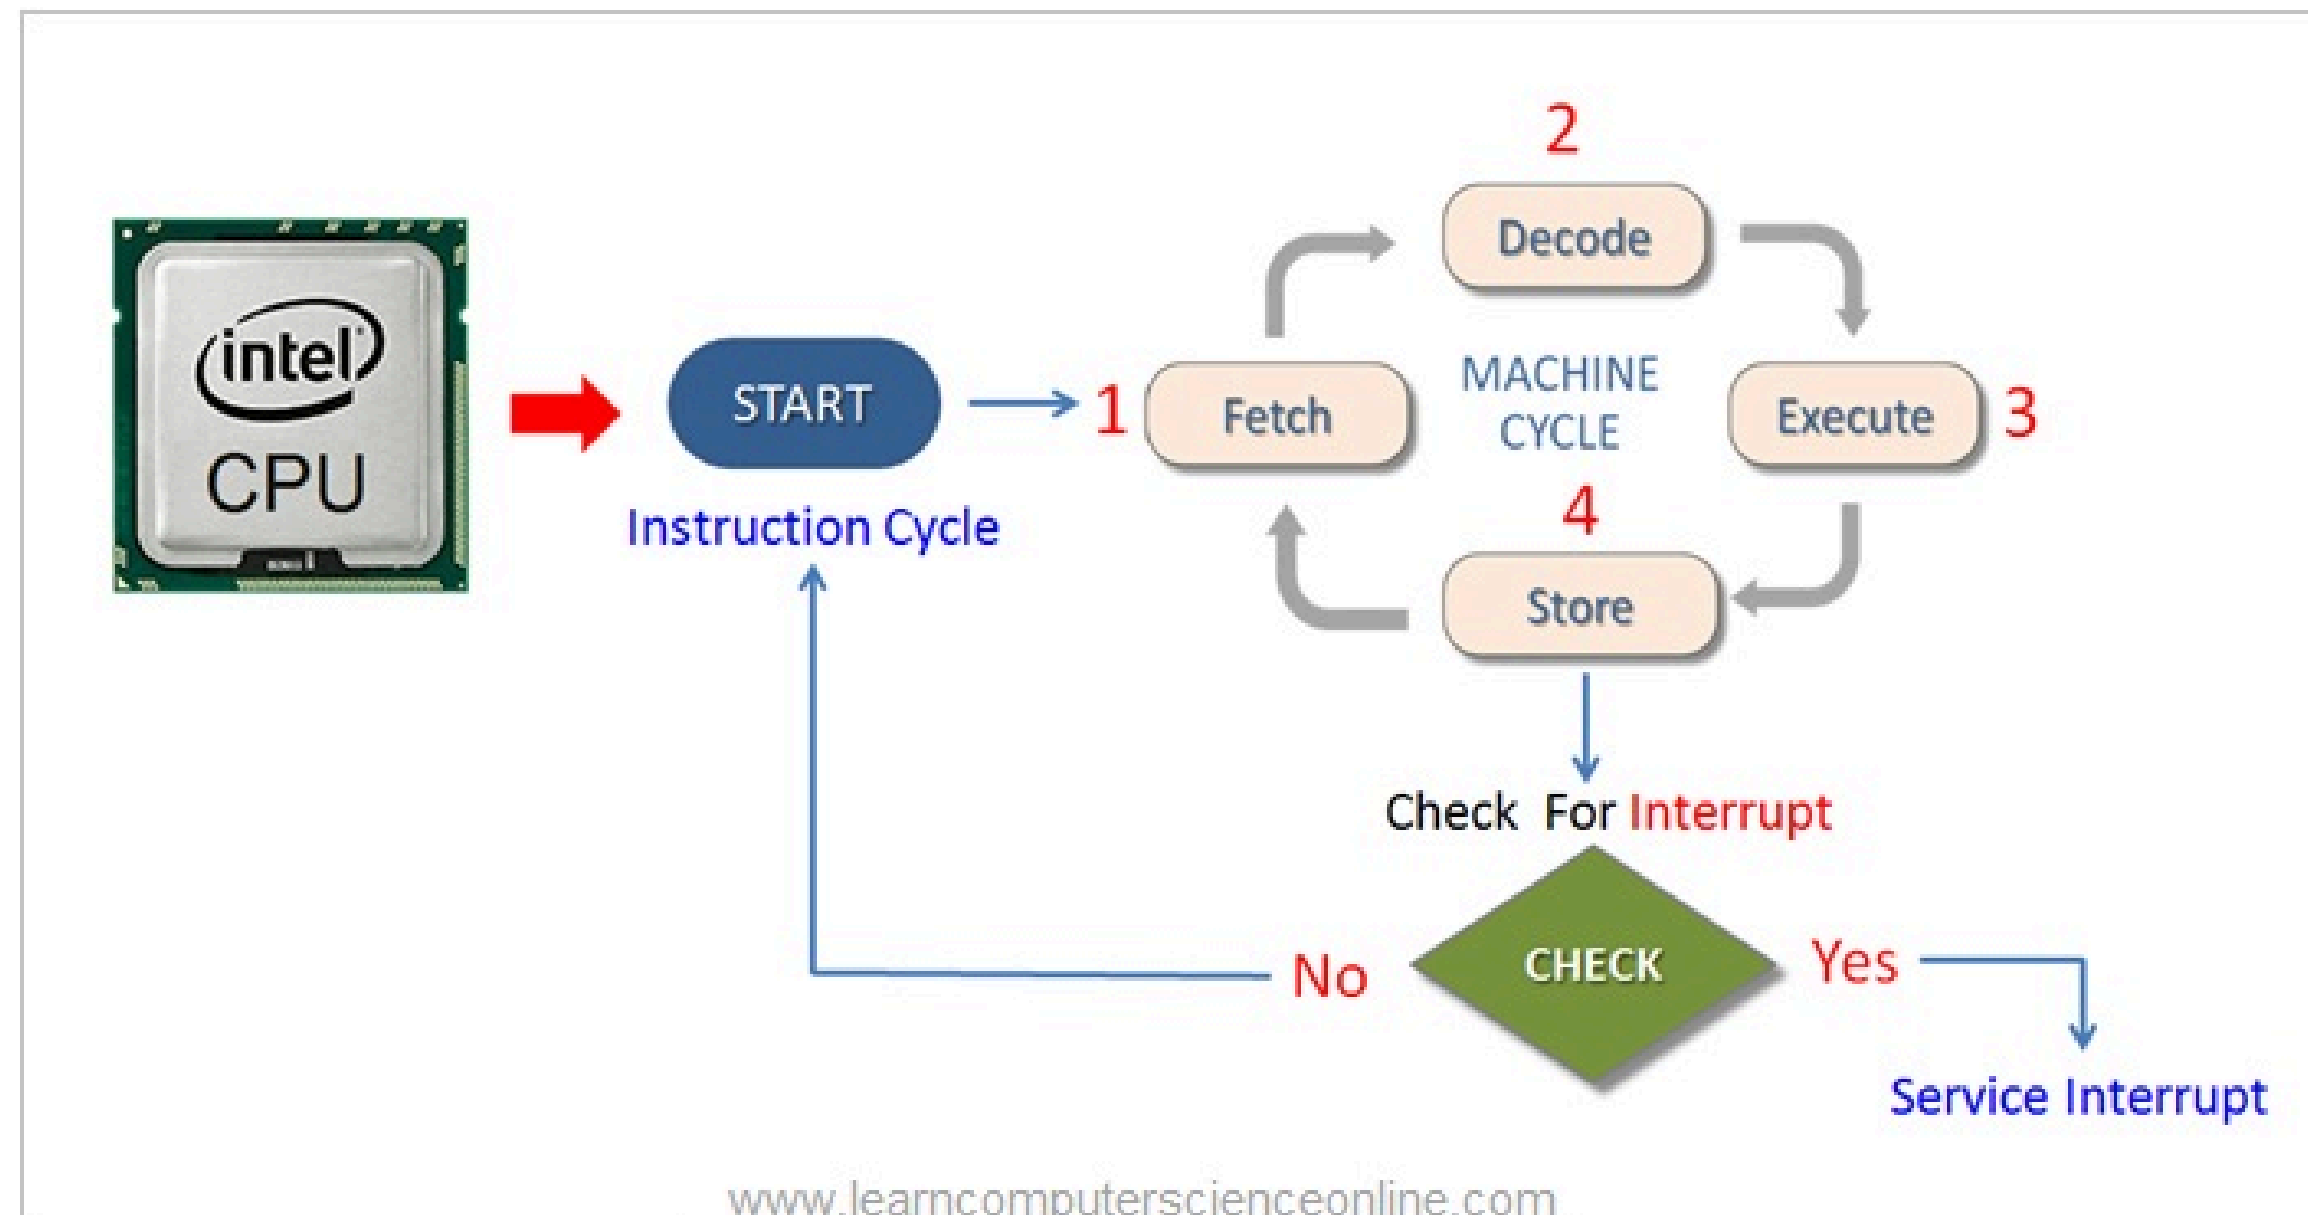 intel
CPU
START
Instruction Cycle
1
Fetch
2
Decode
MACHINE
CYCLE
Execute
3
4
Store
Check For Interrupt
CHECK
No
Yes
Service Interrupt
www.learncomputerscienceonline.com